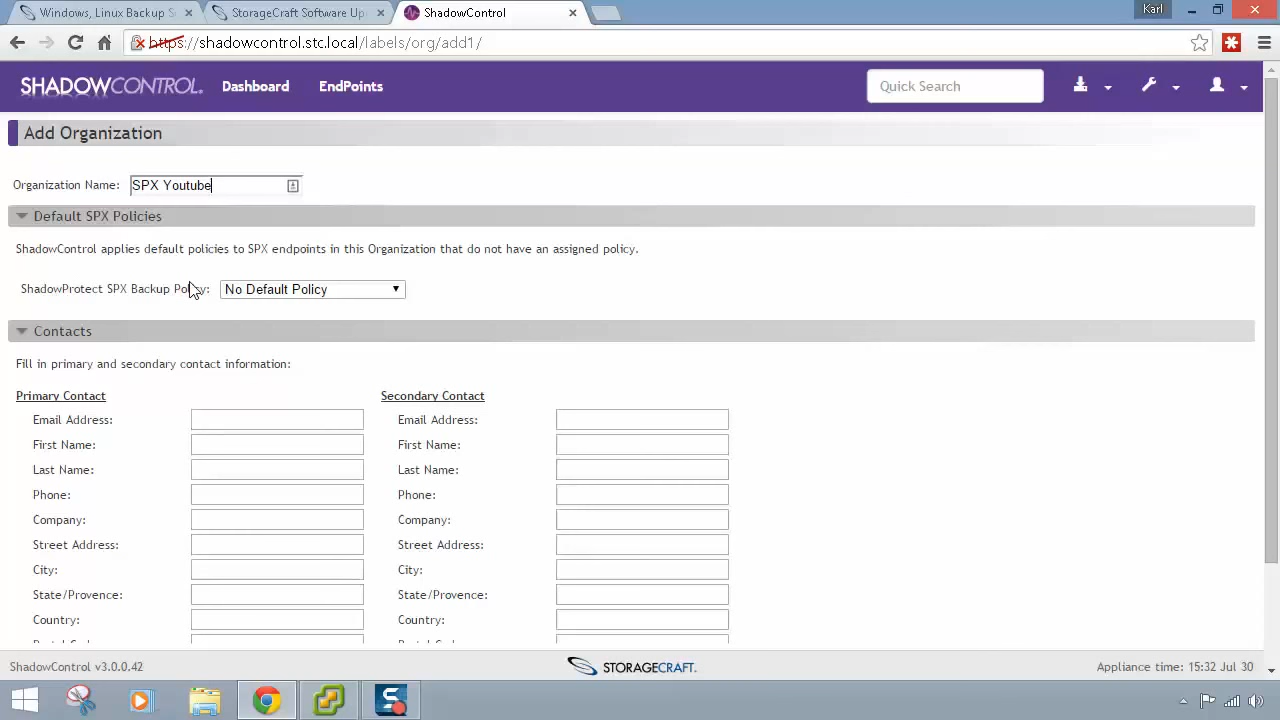 Windows, Linux Backup S
StorageCraft Software Up
ShadowControl
Karl
https://shadowcontrol.stc.local/labels/org/add1/
SHADOWCONTROL.
Dashboard
EndPoints
Quick Search
Add Organization
Organization Name: SPX Youtube
Default SPX Policies
ShadowControl applies default policies to SPX endpoints in this Organization that do not have an assigned policy.
ShadowProtect SPX Backup Policy: No Default Policy
Contacts
Fill in primary and secondary contact information:
Primary Contact Secondary Contact
Email Address: Email Address:
First Name: First Name:
Last Name: Last Name:
Phone: Phone:
Company: Company:
Street Address: Street Address:
City: City:
State/Provence: State/Provence:
Country: Country:
ShadowControl v3.0.0.42
STORAGECRAFT.
Appliance time: 15:32 Jul 30